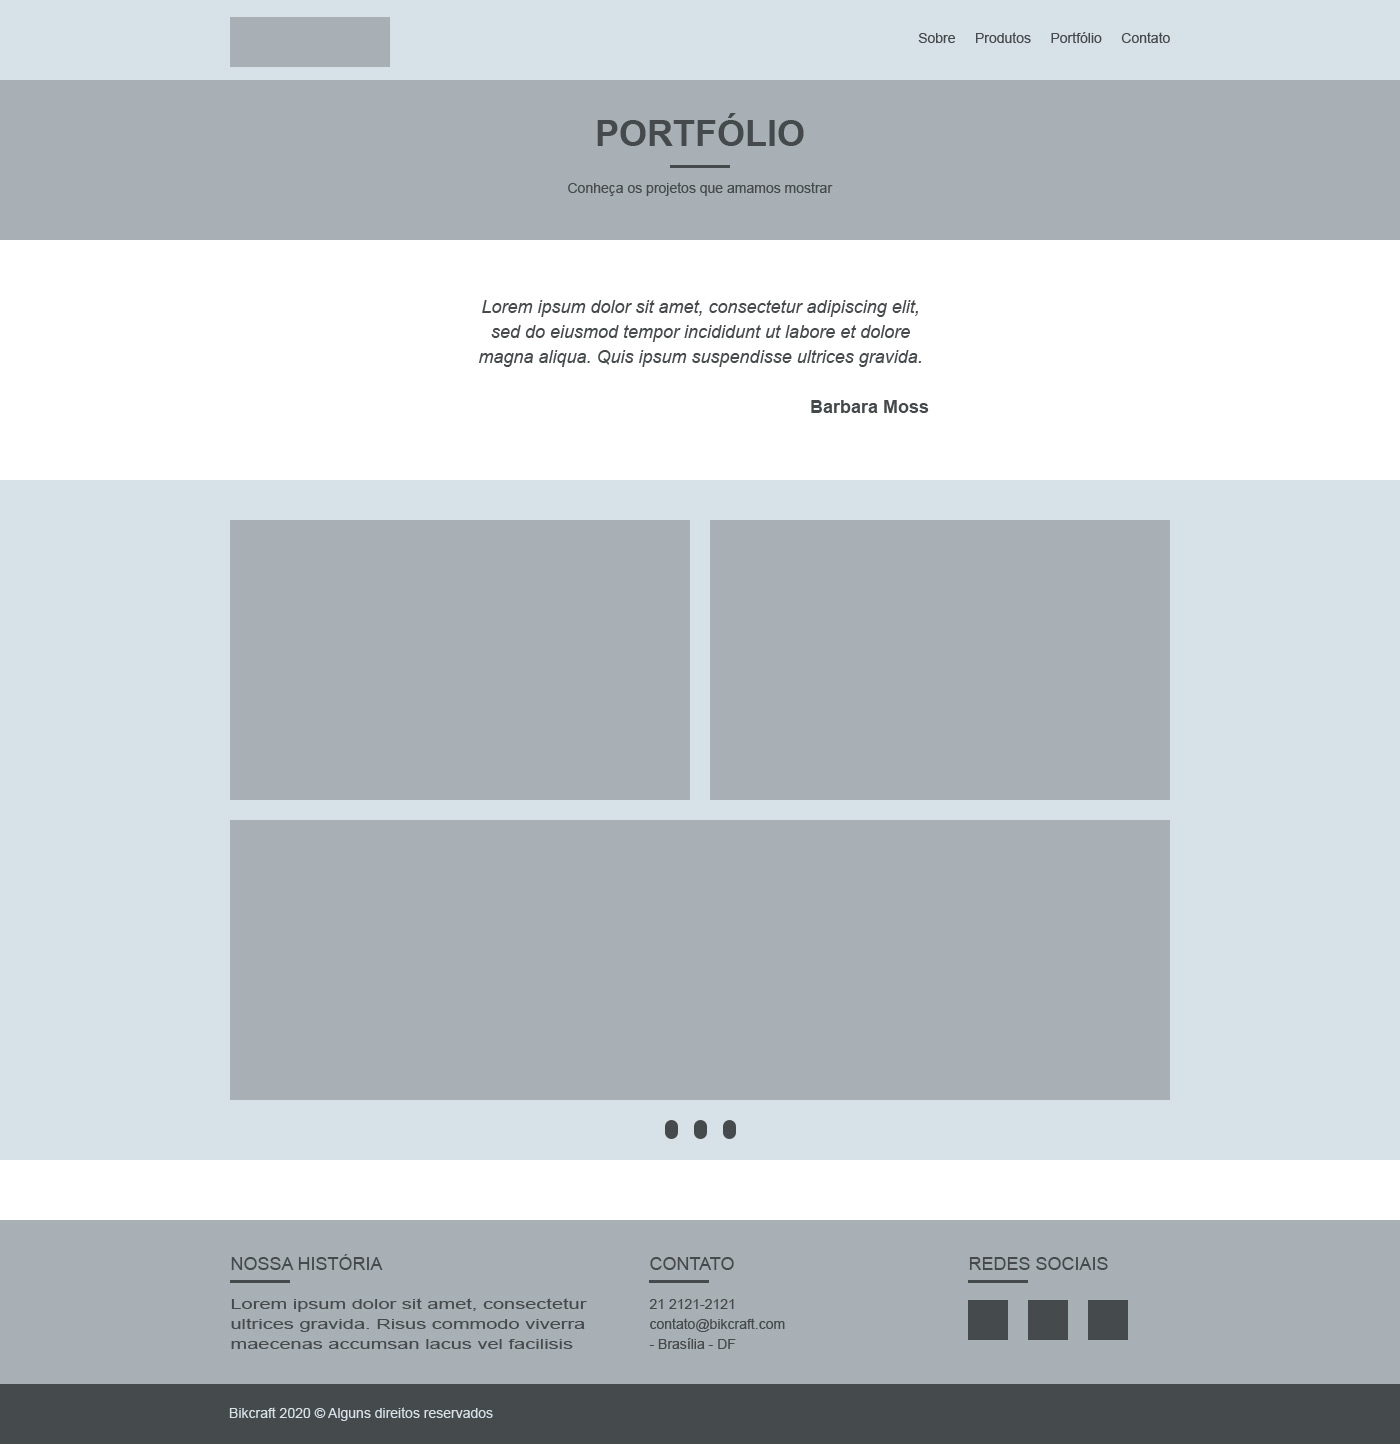 Sobre Produtos Portfólio Contato
PORTFÓLIO
Conheça os projetos que amamos mostrar
Lorem ipsum dolor sit amet, consectetur adipiscing elit,
sed do eiusmod tempor incididunt ut labore et dolore
magna aliqua. Quis ipsum suspendisse ultrices gravida.
Barbara Moss
NOSSA HISTÓRIA
Lorem ipsum dolor sit amet, consectetur
ultrices gravida. Risus commodo viverra
maecenas accumsan lacus vel facilisis
CONTATO
21 2121-2121
contato@bikcraft.com
- Brasília - DF
REDES SOCIAIS
Bikcraft 2020 © Alguns direitos reservados